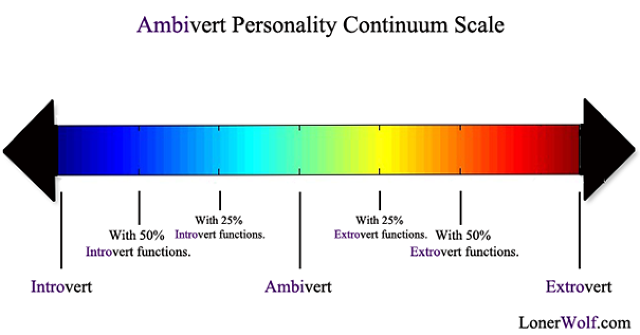 Ambivert Personality Continuum Scale
With 50%
Introvert functions.
With 25%
Introvert functions.
With 25%
Extrovert functions.
With 50%
Extrovert functions.
Introvert
Ambivert
Extrovert
LonerWolf.com